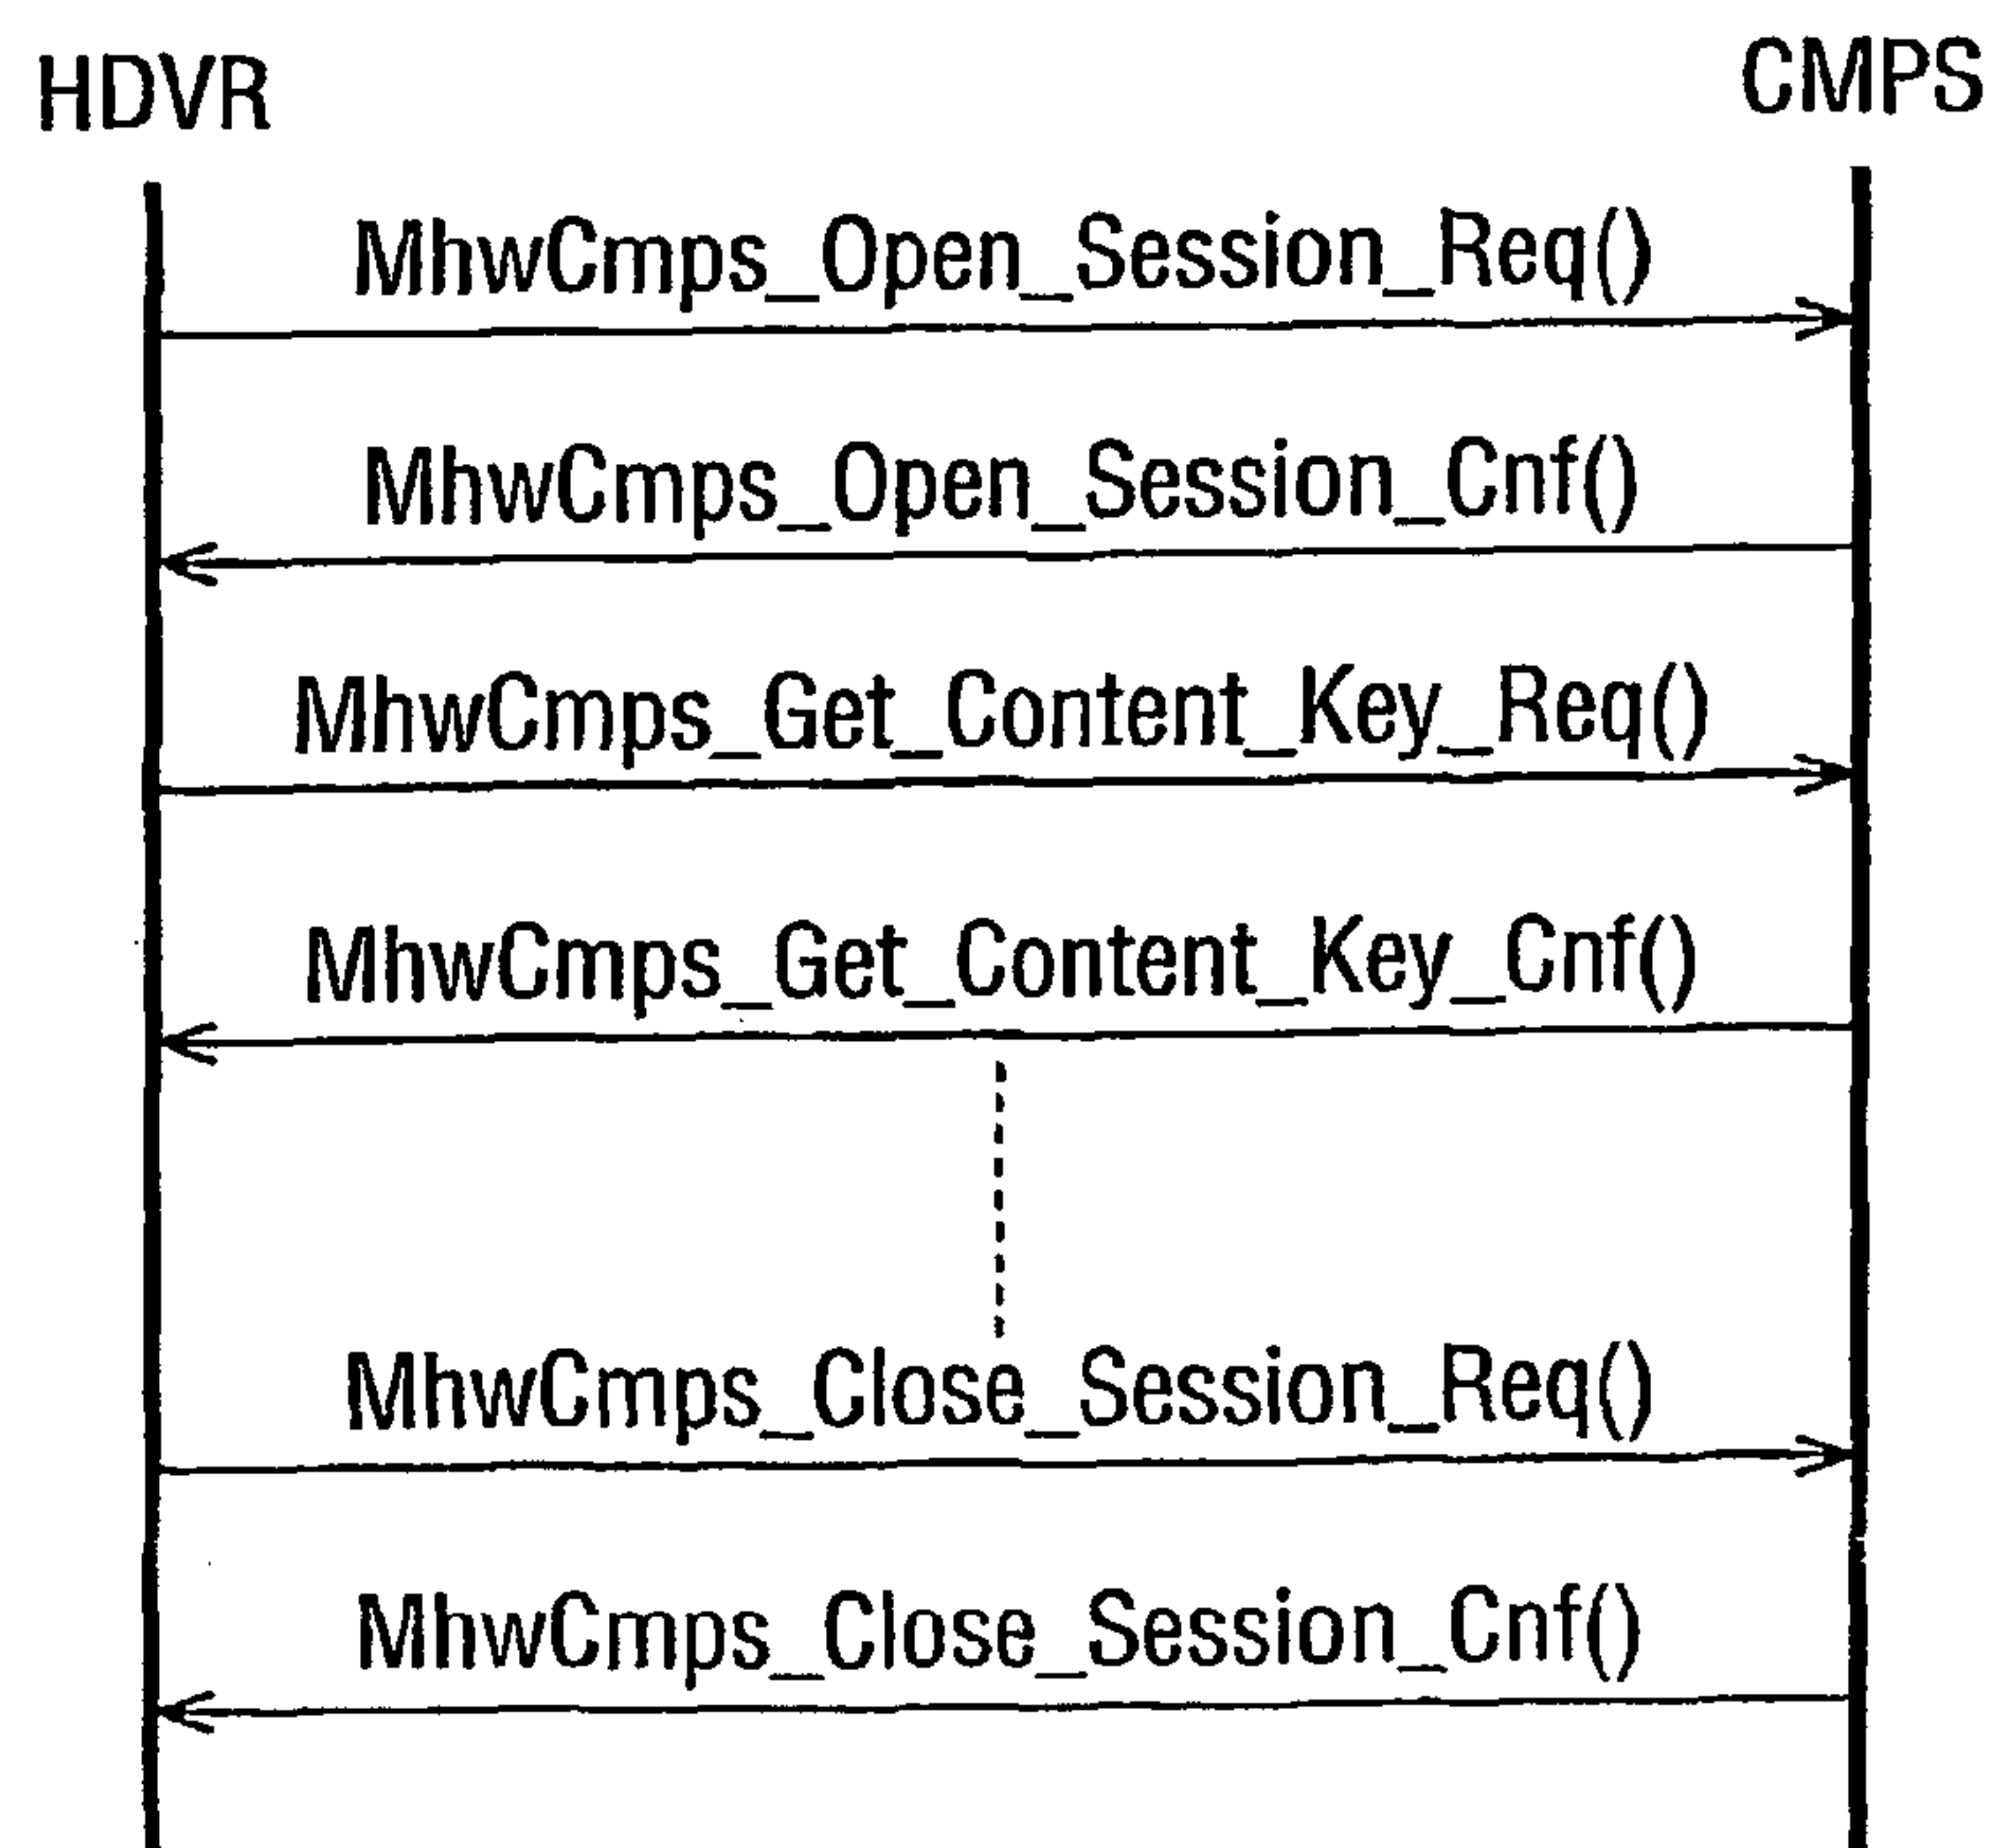 HDVR
CMPS
MhwCmps_Open_Session_Req()
MhwCmps_Open_Session_Cnf()
MhwCmps_Get_Content_Key_Req()
MhwCmps_Get_Content_Key_Cnf()
MhwCmps_Close_Session_Req()
MhwCmps_Close_Session_Cnf()